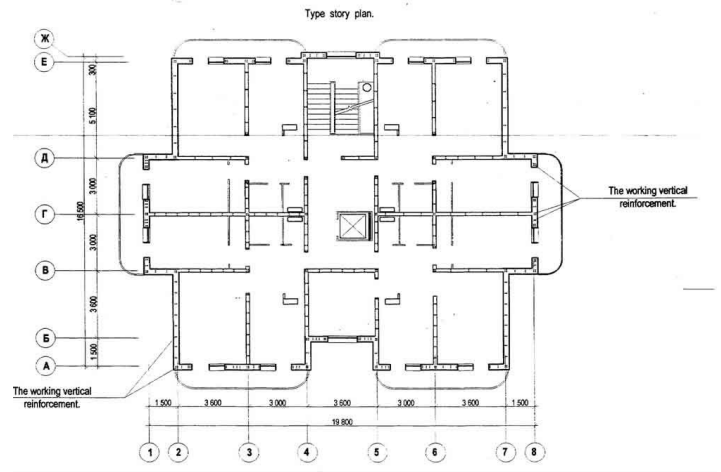 Type story plan.
Ж
Е
300
5 100
Д
3 000
The working vertical
reinforcement.
Г
16 500
3 000
В
3 600
Б
1 500
А
The working vertical
reinforcement.
1 500 3 600 3 000 3 600 3 000 3 600 1 500
19 800
1 2 3 4 5 6 7 8